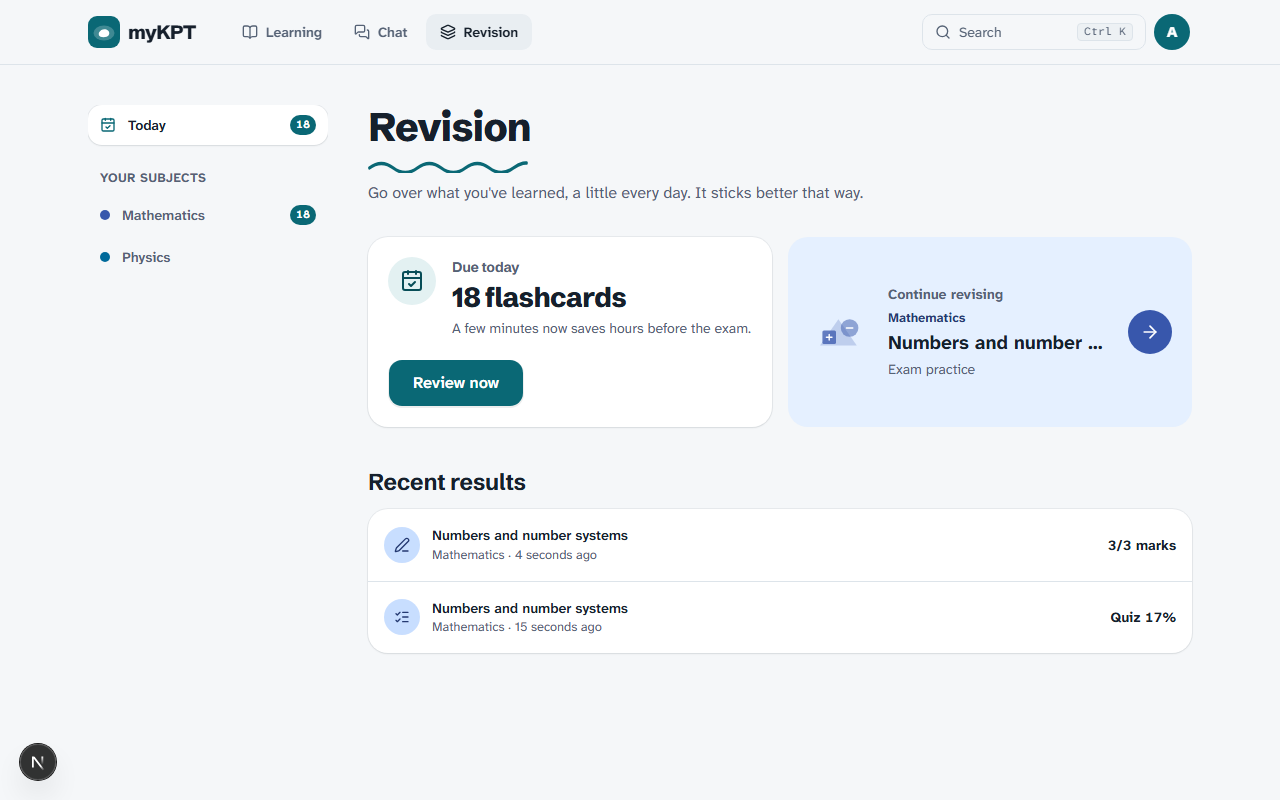 myKPT
Learning
Chat
Revision
Search
Ctrl K
A
Today
18
YOUR SUBJECTS
Mathematics
18
Physics
Revision
Go over what you've learned, a little every day. It sticks better that way.
Due today
18 flashcards
A few minutes now saves hours before the exam.
Review now
Continue revising
Mathematics
Numbers and number ...
Exam practice
Recent results
Numbers and number systems
Mathematics · 4 seconds ago
3/3 marks
Numbers and number systems
Mathematics · 15 seconds ago
Quiz 17%
N